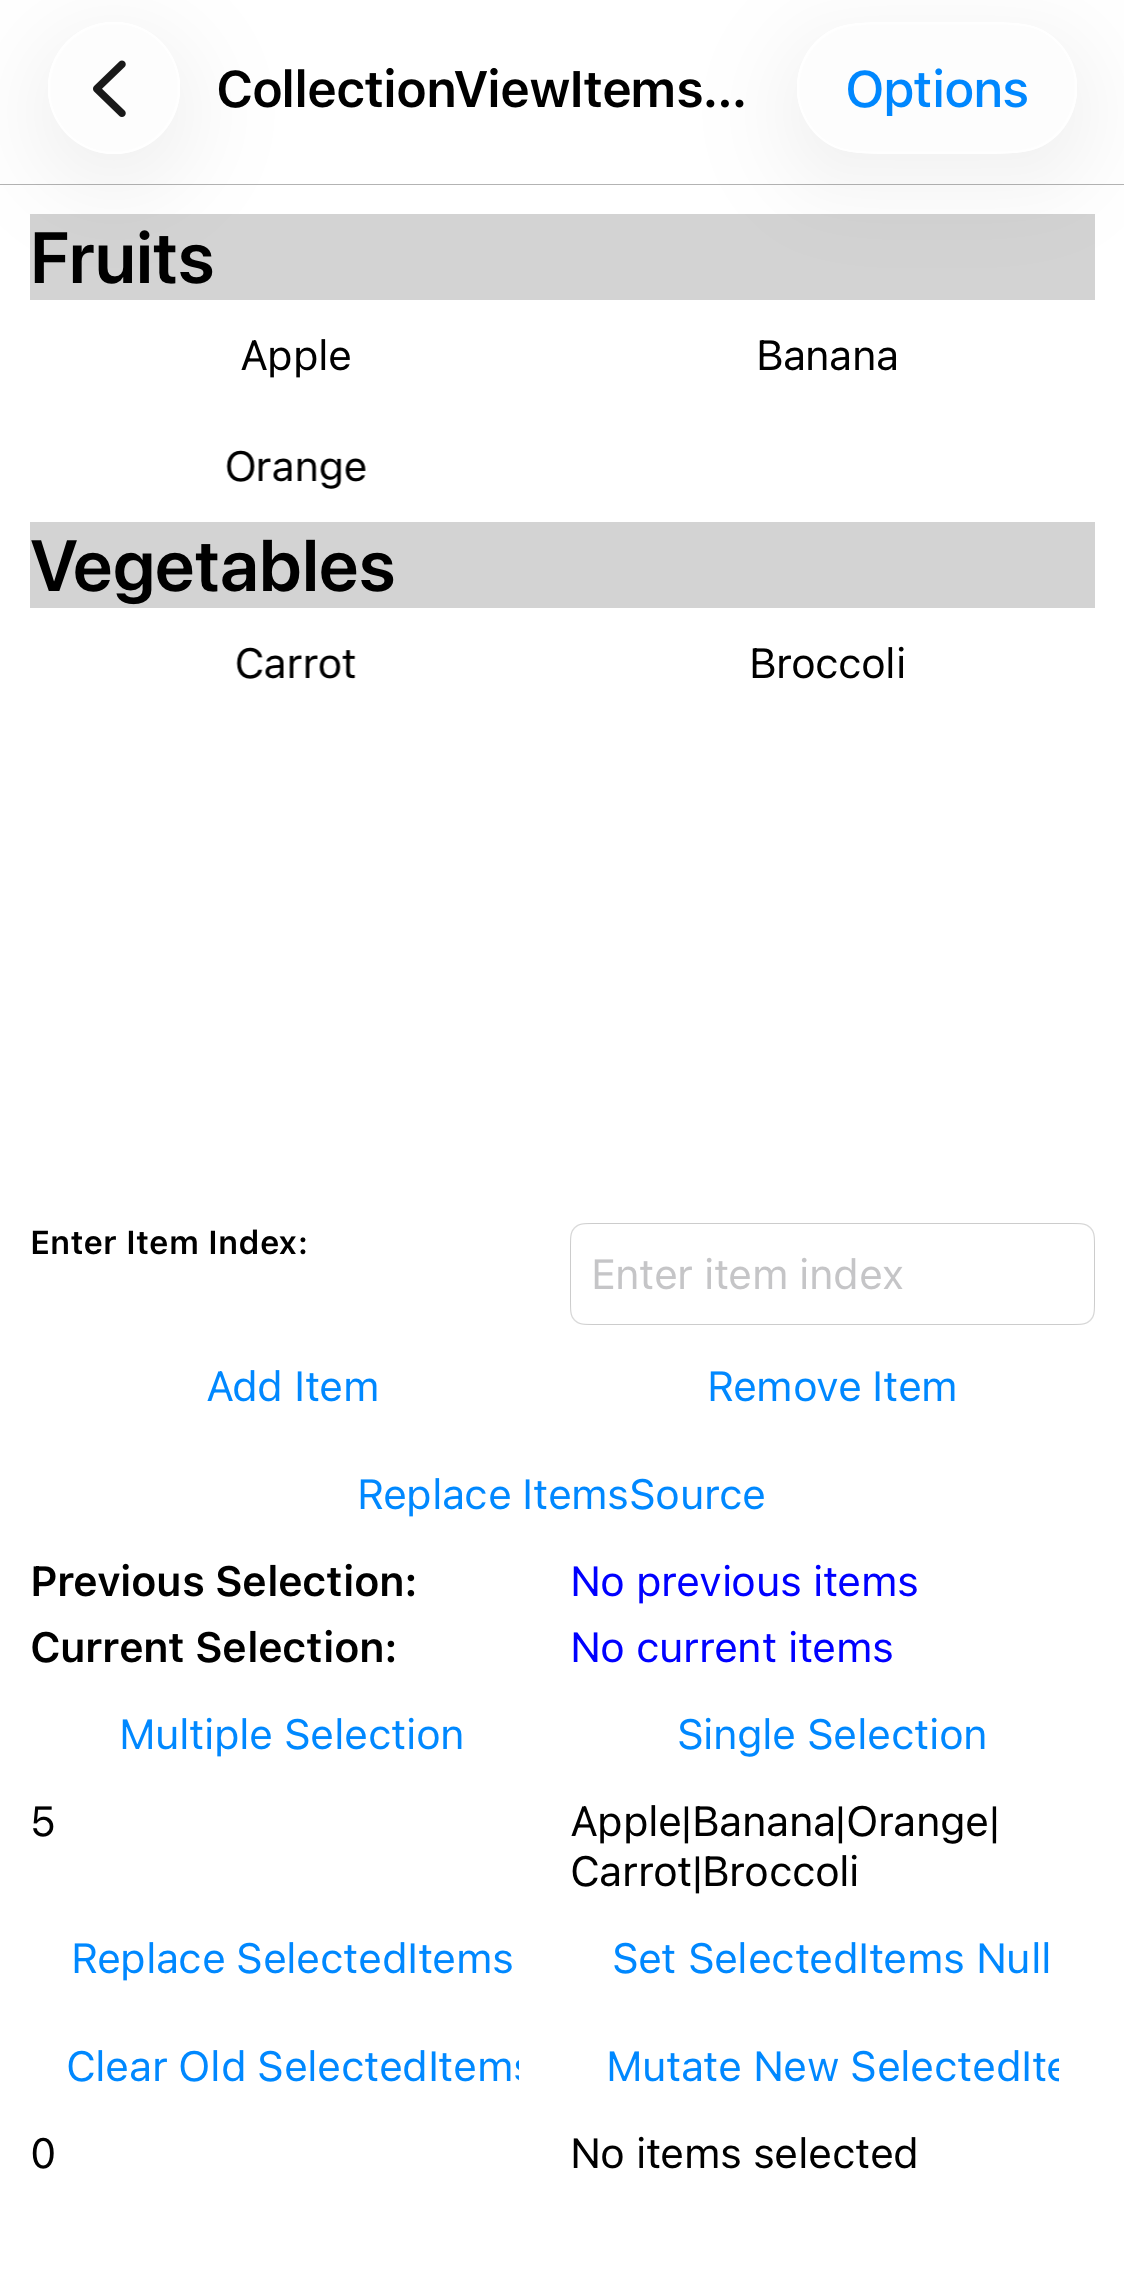 CollectionViewItems...
Options
Fruits
Apple
Banana
Orange
Vegetables
Carrot
Broccoli
Enter Item Index:
Enter item index
Add Item
Remove Item
Replace ItemsSource
Previous Selection:
No previous items
Current Selection:
No current items
Multiple Selection
Single Selection
5
Apple|Banana|Orange|
Carrot|Broccoli
Replace SelectedItems
Set SelectedItems Null
Clear Old SelectedItems
Mutate New SelectedIte
0
No items selected